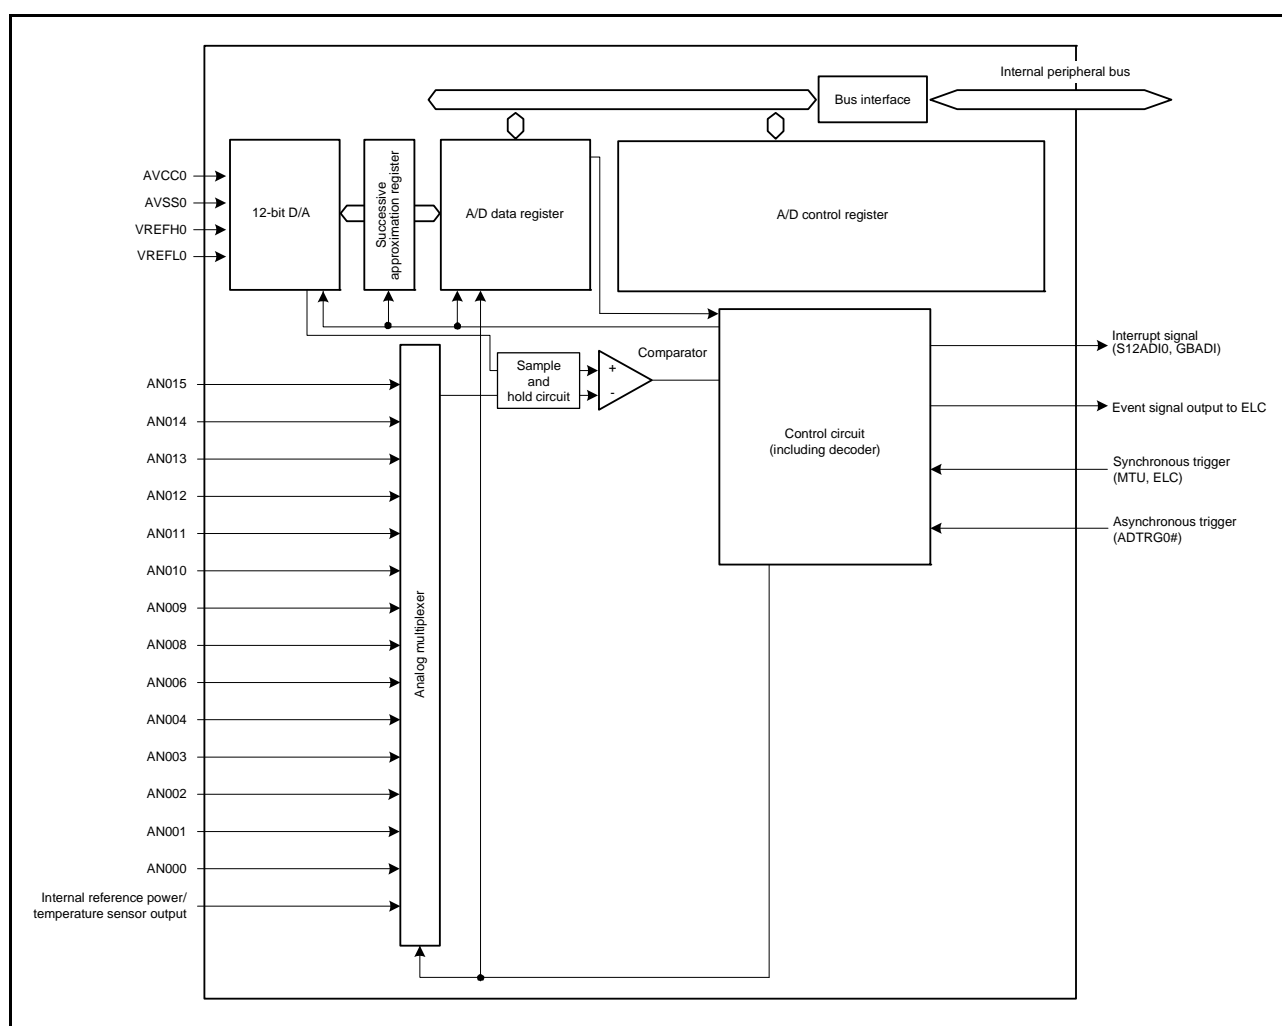 Internal peripheral bus
Bus interface
AVCC0
AVSS0
VREFH0
VREFL0
12-bit D/A
Successive
approximation register
A/D data register
A/D control register
Interrupt signal
(S12ADI0, GBADI)
Event signal output to ELC
Synchronous trigger
(MTU, ELC)
Asynchronous trigger
(ADTRG0#)
Comparator
Sample
and
hold circuit
+
-
Control circuit
(including decoder)
Analog multiplexer
AN015
AN014
AN013
AN012
AN011
AN010
AN009
AN008
AN006
AN004
AN003
AN002
AN001
AN000
Internal reference power/
temperature sensor output